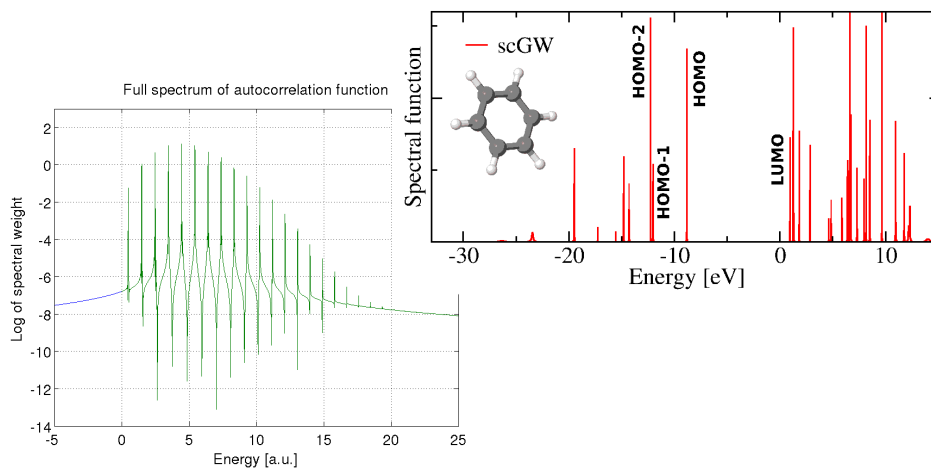 Full spectrum of autocorrelation function
Log of spectral weight
2
0
-2
-4
-6
-8
-10
-12
-14
-5
0
5
10
15
20
25
Energy [a.u.]
scGW
Spectral function
HOMO-2
HOMO-1
HOMO
LUMO
-30
-20
-10
0
10
Energy [eV]